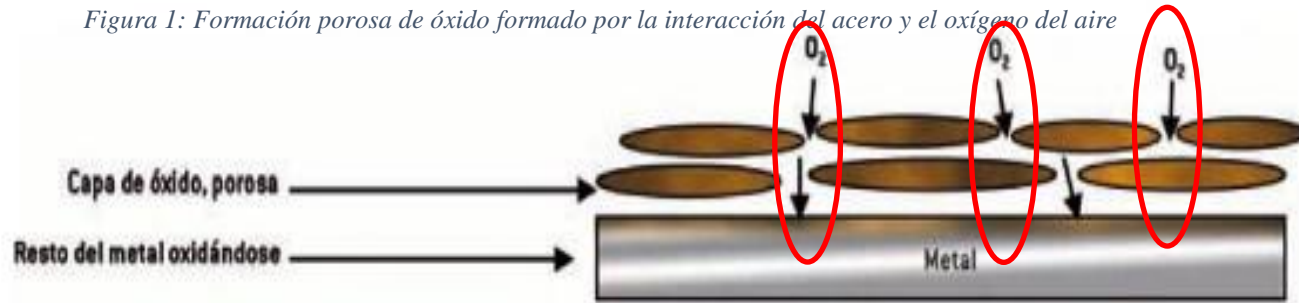 Figura 1: Formación porosa de óxido formado por la interacción del acero y el oxígeno del aire
O₂ O₂ O₂
Capa de óxido, porosa
Resto del metal oxidándose
Metal